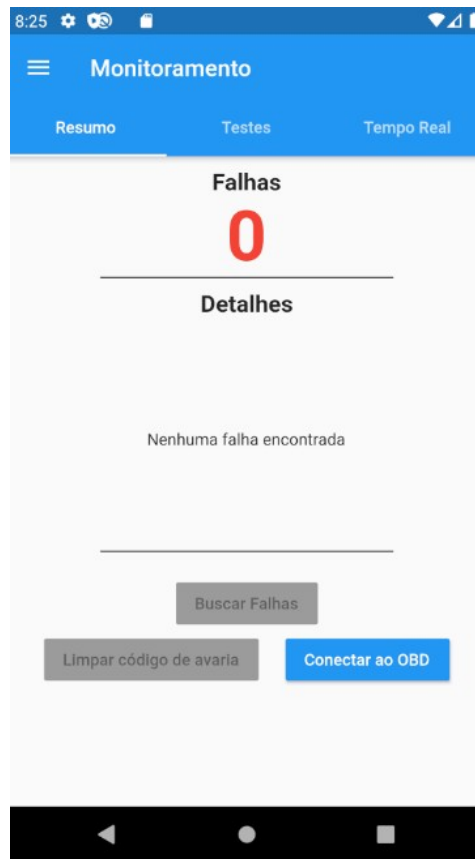 8:25
Monitoramento
Resumo Testes Tempo Real
Falhas
0
Detalhes
Nenhuma falha encontrada
Buscar Falhas
Limpar código de avaria Conectar ao OBD